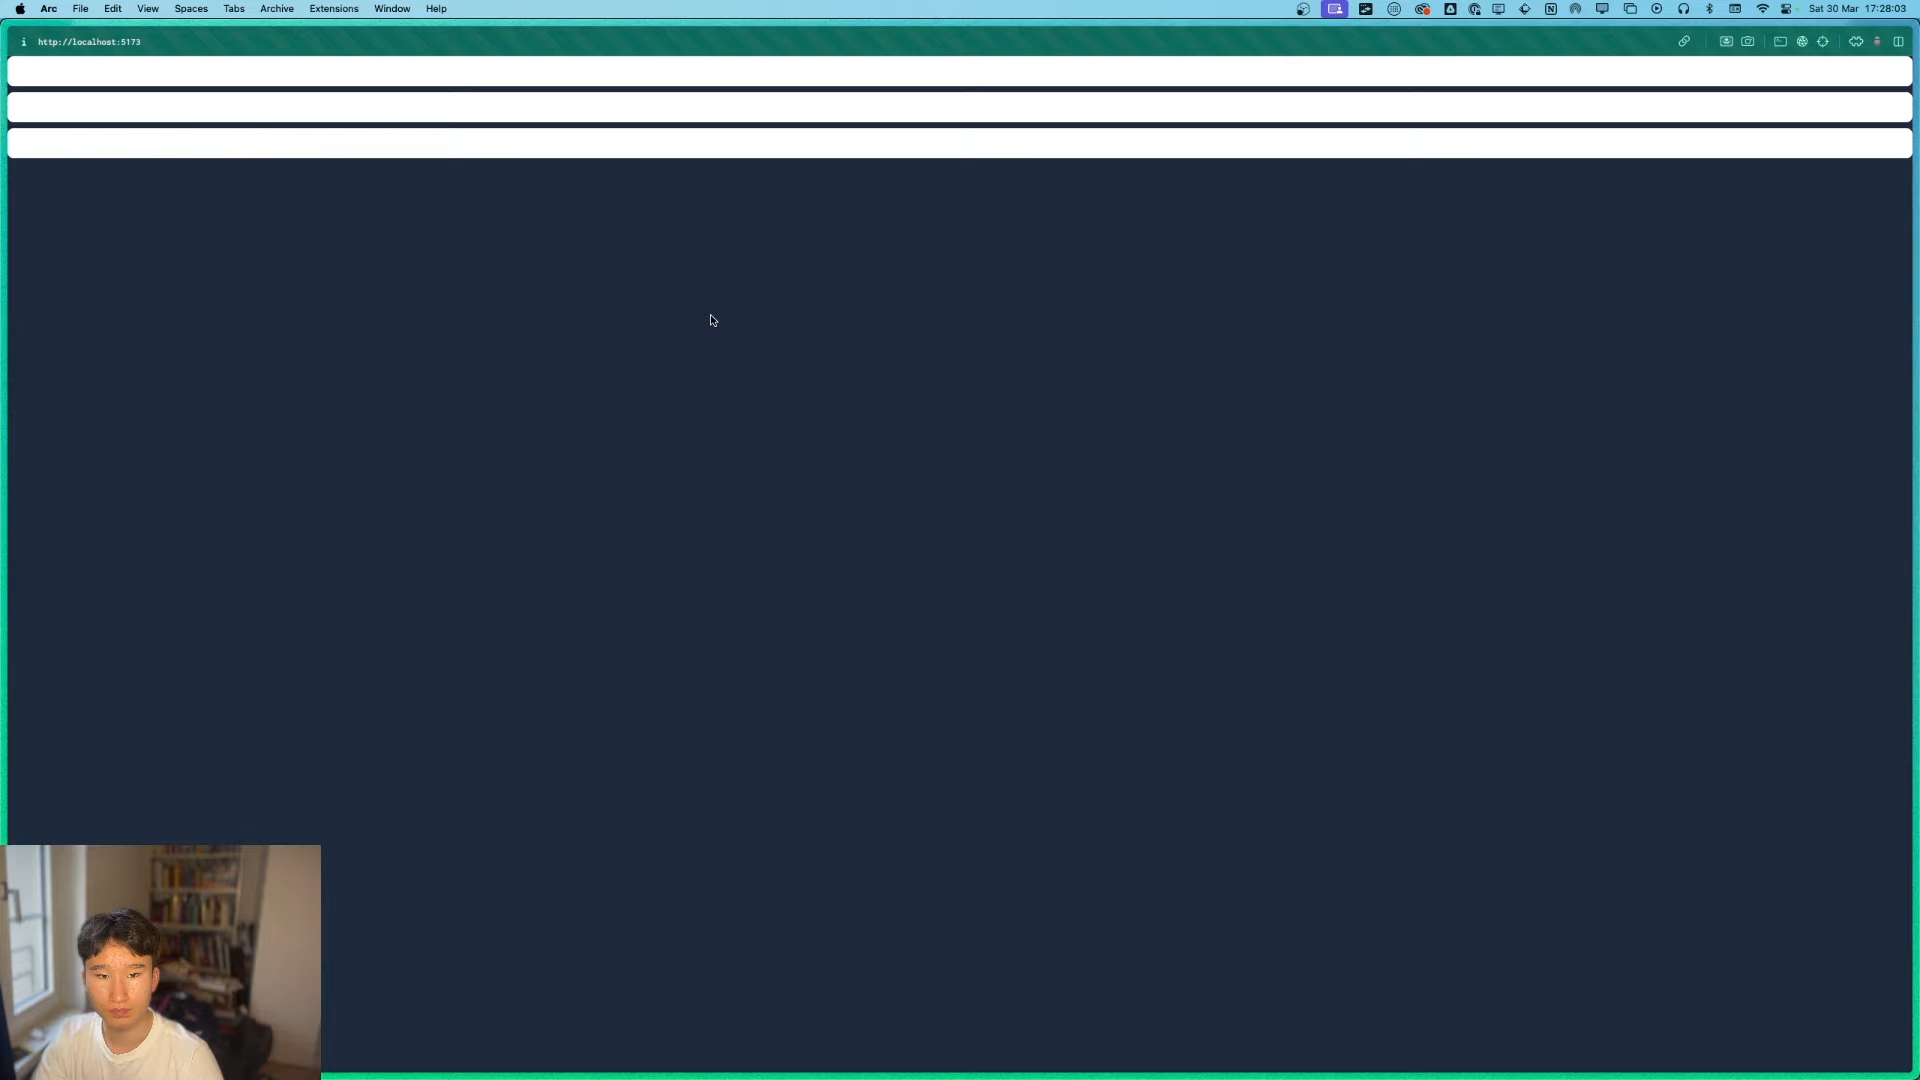 Arc File Edit View Spaces Tabs Archive Extensions Window Help Sat 30 Mar 17:28:03
http://localhost:5173